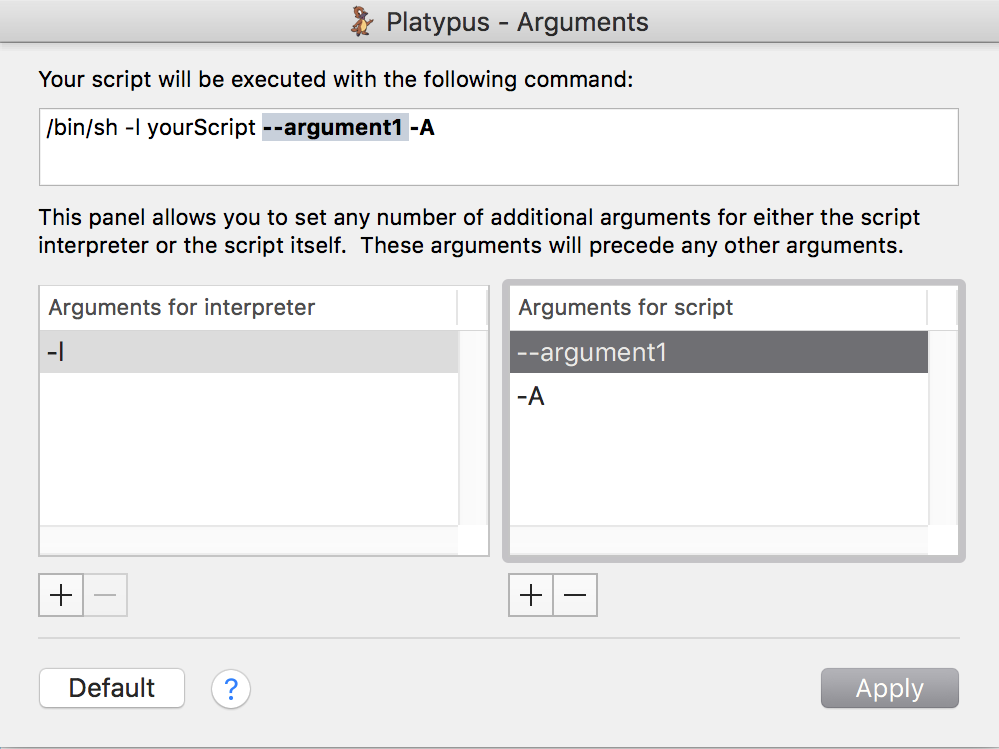 Platypus - Arguments
Your script will be executed with the following command:
/bin/sh -l yourScript --argument1 -A
This panel allows you to set any number of additional arguments for either the script
interpreter or the script itself.  These arguments will precede any other arguments.
Arguments for interpreter
-l
Arguments for script
--argument1
-A
Default
?
Apply